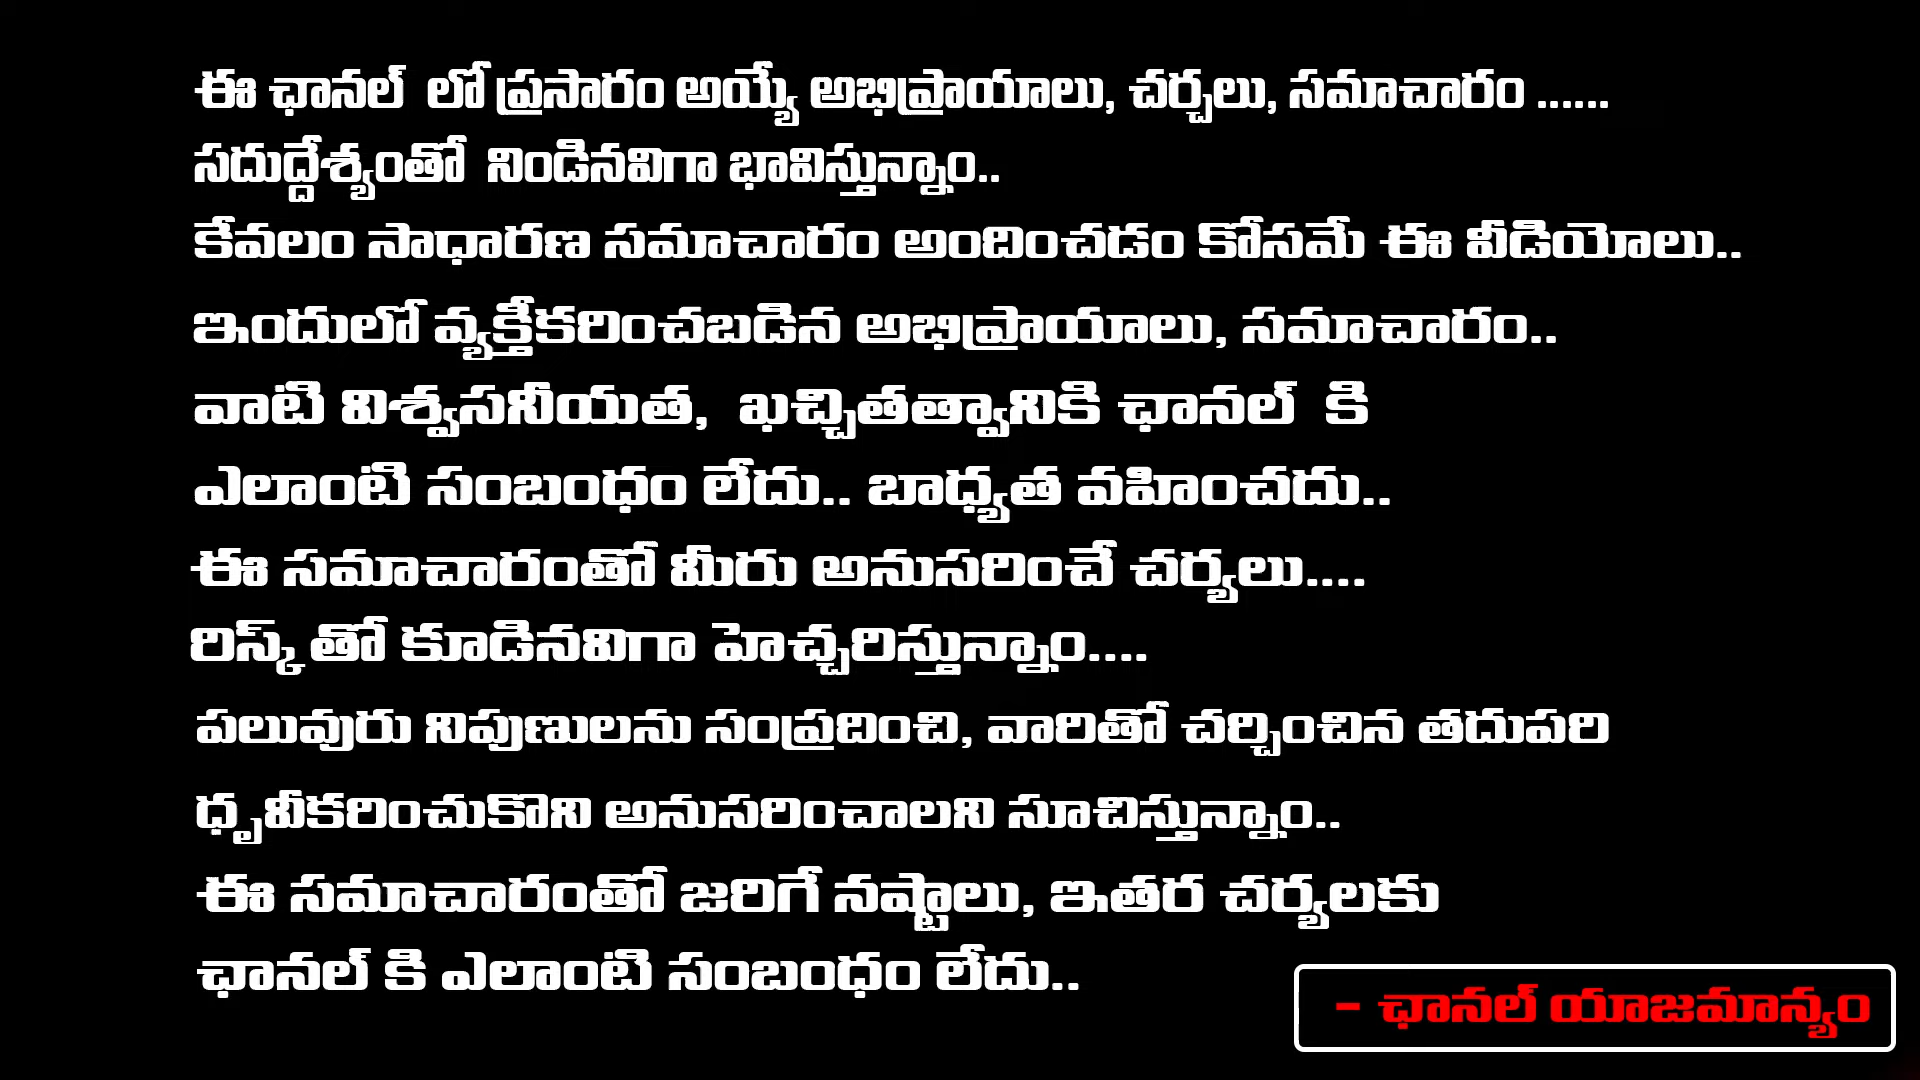 ఈ ఛానల్ లో ప్రసారం అయ్యే అభిప్రాయాలు, చర్చలు, సమాచారం ......
సదుద్దేశ్యంతో నిండినవిగా భావిస్తున్నాం..
కేవలం సాధారణ సమాచారం అందించడం కోసమే ఈ వీడియోలు..
ఇందులో వ్యక్తీకరించబడిన అభిప్రాయాలు, సమాచారం..
వాటి విశ్వసనీయత, ఖచ్చితత్వానికి ఛానల్ కి
ఎలాంటి సంబంధం లేదు.. బాధ్యత వహించదు..
ఈ సమాచారంతో మీరు అనుసరించే చర్యలు....
రిస్క్ తో కూడినవిగా హెచ్చరిస్తున్నాం....
పలువురు నిపుణులను సంప్రదించి, వారితో చర్చించిన తదుపరి
ధృవీకరించుకొని అనుసరించాలని సూచిస్తున్నాం..
ఈ సమాచారంతో జరిగే నష్టాలు, ఇతర చర్యలకు
ఛానల్ కి ఎలాంటి సంబంధం లేదు..
- ఛానల్ యాజమాన్యం